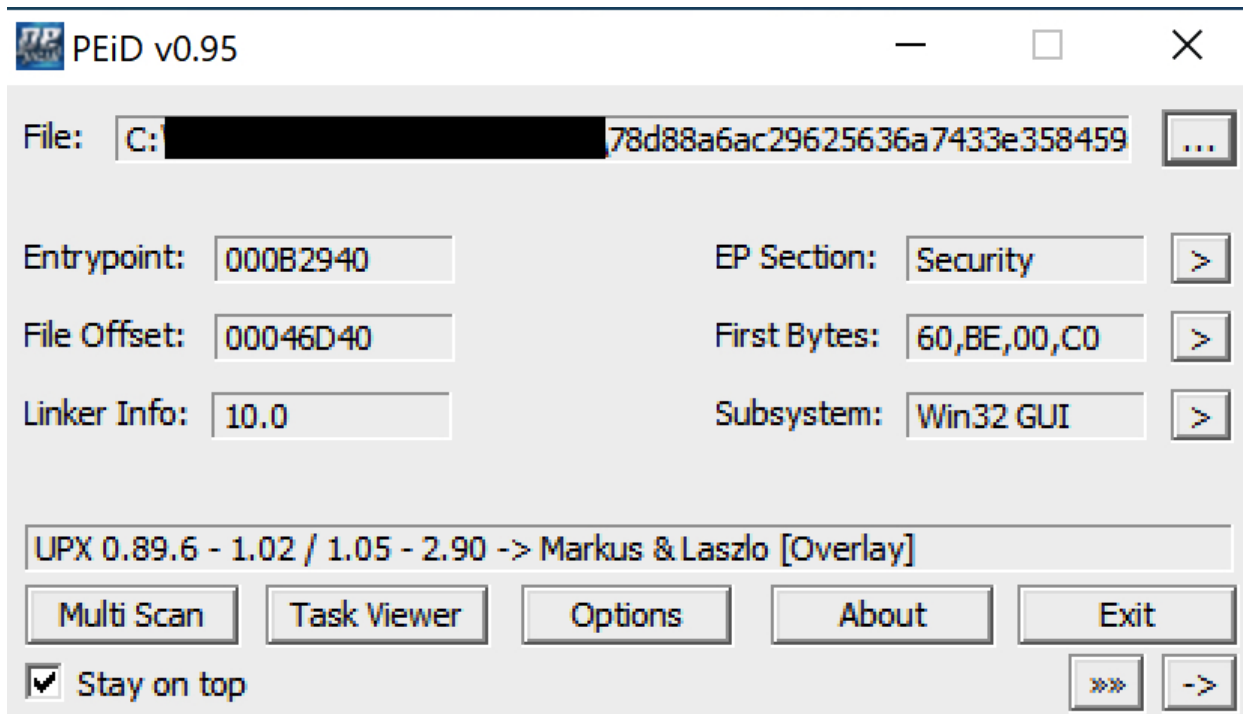 PEiD v0.95
File: C:\ \78d88a6ac29625636a7433e358459 ...
Entrypoint: 000B2940 EP Section: Security >
File Offset: 00046D40 First Bytes: 60,BE,00,C0 >
Linker Info: 10.0 Subsystem: Win32 GUI >
UPX 0.89.6 - 1.02 / 1.05 - 2.90 -> Markus & Laszlo [Overlay]
Multi Scan Task Viewer Options About Exit
Stay on top »» ->